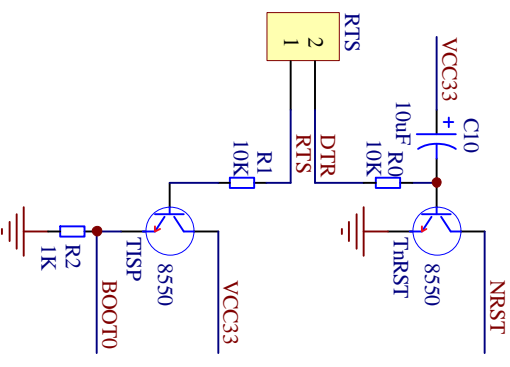 RTS
1 2
VCC33
C10
+
10uF
RTS
DTR
R0
10K
R1
10K
TnRST
8550
NRST
TISP
8550
VCC33
R2
1K
BOOT0